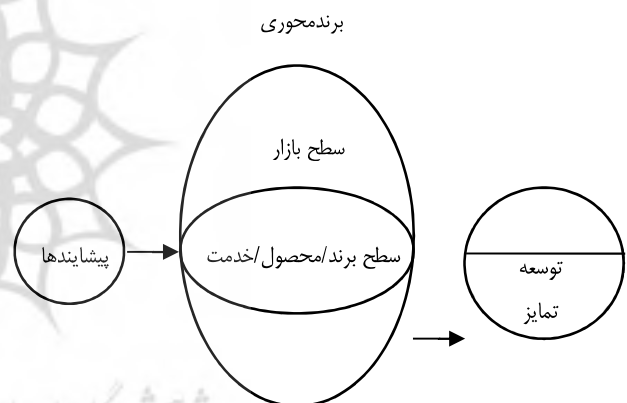 برندمحوری
سطح بازار
پیشایندها
سطح برند/محصول/خدمت
توسعه
تمایز